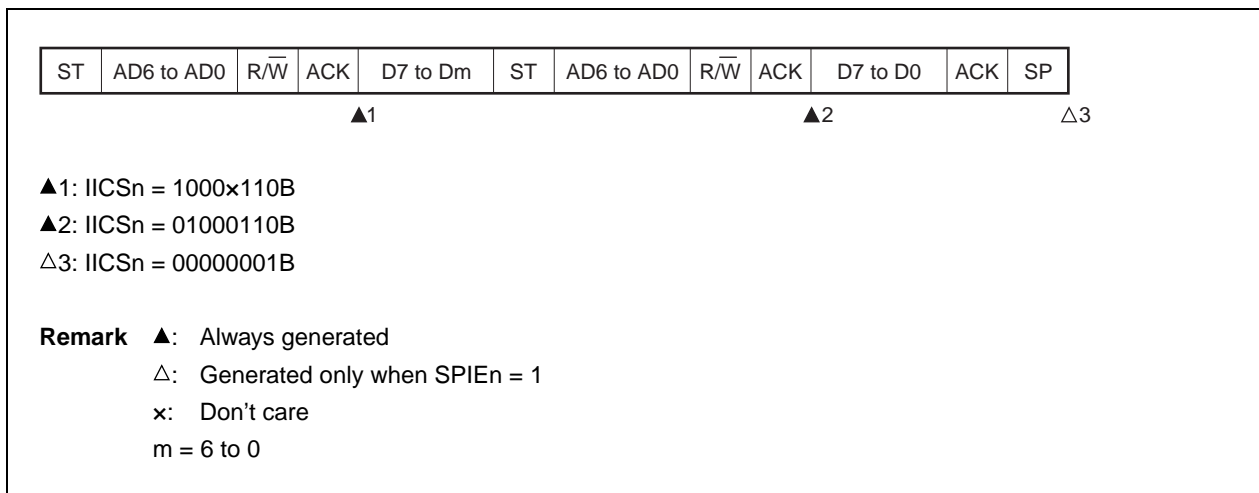 ST AD6 to AD0 R/W̅ ACK D7 to Dm ST AD6 to AD0 R/W̅ ACK D7 to D0 ACK SP
▲1 ▲2 △3
▲1: IICSn = 1000×110B
▲2: IICSn = 01000110B
△3: IICSn = 00000001B
Remark ▲: Always generated
△: Generated only when SPIEn = 1
×: Don't care
m = 6 to 0